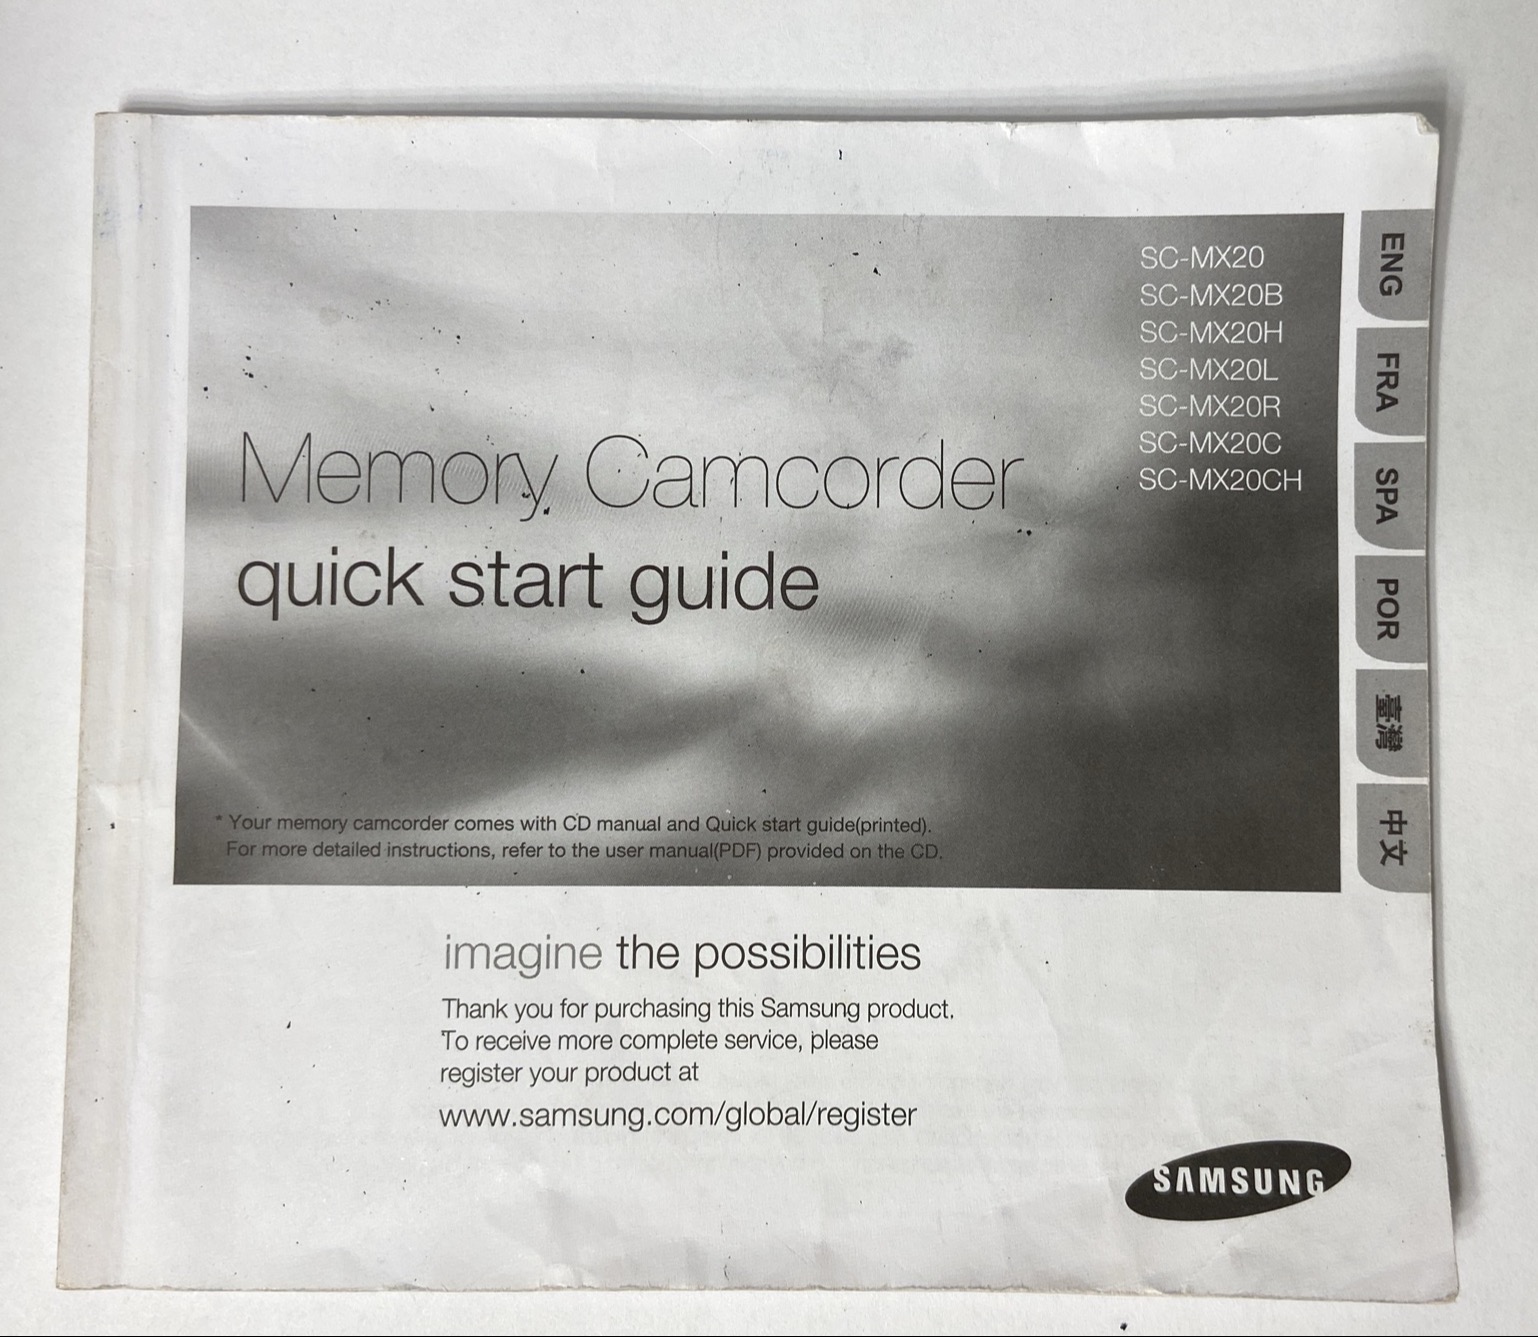 SC-MX20
SC-MX20B
SC-MX20H
SC-MX20L
SC-MX20R
SC-MX20C
SC-MX20CH
Memory Camcorder
quick start guide
* Your memory camcorder comes with CD manual and Quick start guide(printed).
For more detailed instructions, refer to the user manual(PDF) provided on the CD.
ENG
FRA
SPA
POR
臺灣
中文
imagine the possibilities
Thank you for purchasing this Samsung product.
To receive more complete service, please
register your product at
www.samsung.com/global/register
SAMSUNG